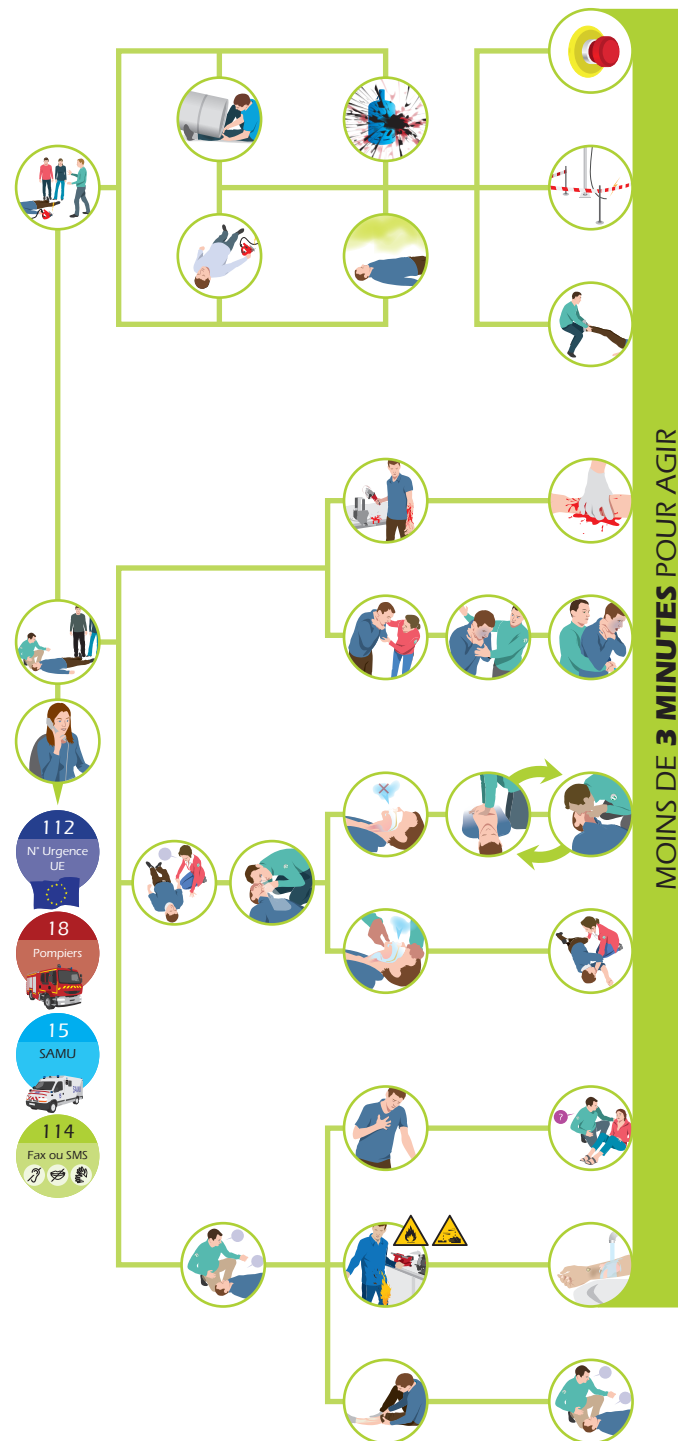 MOINS DE 3 MINUTES POUR AGIR
112
N° Urgence
UE
18
Pompiers
15
SAMU
114
Fax ou SMS
?